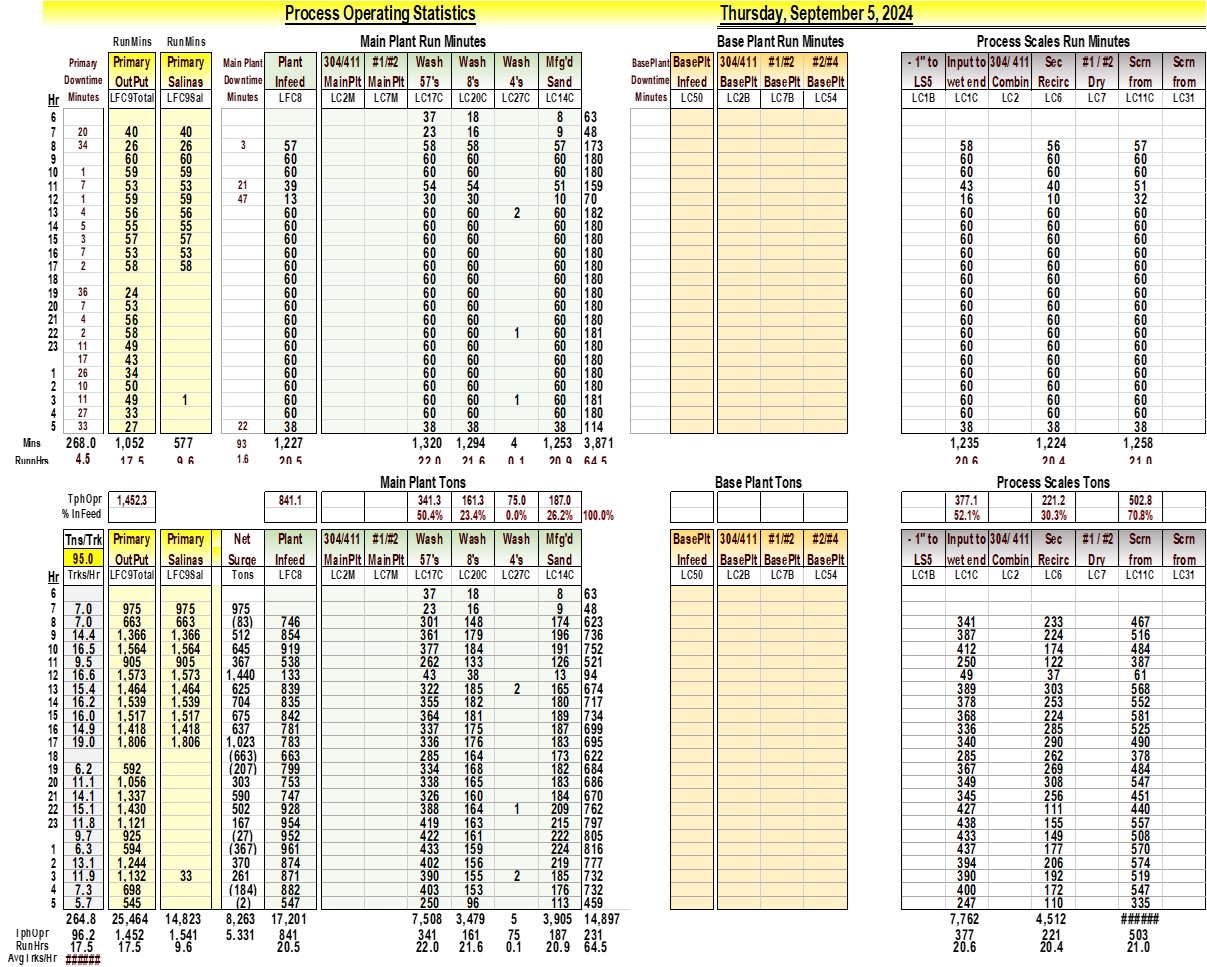 Process Operating Statistics Thursday, September 5, 2024
RunMins RunMins Main Plant Run Minutes Base Plant Run Minutes Process Scales Run Minutes
Primary Primary Primary Main Plant Plant 304/411 #1/#2 Wash Wash Wash Mfg'd BasePlant BasePlt 304/411 #1/#2 #2/#4 - 1" to Input to 304/ 411 Sec #1 / #2 Scrn Scrn
Downtime OutPut Salinas Downtime Infeed MainPlt MainPlt 57's 8's 4's Sand Downtime Infeed BasePlt BasePlt BasePlt LS5 wet end Combin Recirc Dry from from
Hr Minutes LFC9Total LFC9Sal Minutes LFC8 LC2M LC7M LC17C LC20C LC27C LC14C Minutes LC50 LC2B LC7B LC54 LC1B LC1C LC2 LC6 LC7 LC11C LC31
6 37 18 8 63
7 20 40 40 23 16 9 48
8 34 26 26 3 57 58 58 57 173 58 56 57
9 60 60 60 60 60 60 180 60 60 60
10 1 59 59 60 60 60 60 180 60 60 60
11 7 53 53 21 39 54 54 51 159 43 40 51
12 1 59 59 47 13 30 30 10 70 16 10 32
13 4 56 56 60 60 60 2 60 182 60 60 60
14 5 55 55 60 60 60 60 180 60 60 60
15 3 57 57 60 60 60 60 180 60 60 60
16 7 53 53 60 60 60 60 180 60 60 60
17 2 58 58 60 60 60 60 180 60 60 60
18 60 60 60 60 180 60 60 60
19 36 24 60 60 60 60 180 60 60 60
20 7 53 60 60 60 60 180 60 60 60
21 4 56 60 60 60 60 180 60 60 60
22 2 58 60 60 60 1 60 181 60 60 60
23 11 49 60 60 60 60 180 60 60 60
17 43 60 60 60 60 180 60 60 60
1 26 34 60 60 60 60 180 60 60 60
2 10 50 60 60 60 60 180 60 60 60
3 11 49 1 60 60 60 1 60 181 60 60 60
4 27 33 60 60 60 60 180 60 60 60
5 33 27 22 38 38 38 38 114 38 38 38
Mins 268.0 1,052 577 93 1,227 1,320 1,294 4 1,253 3,871 1,235 1,224 1,258
RunnHrs 4.5 17.5 9.6 1.6 20.5 22.0 21.6 0.1 20.9 64.5 20.6 20.4 21.0
Main Plant Tons Base Plant Tons Process Scales Tons
TphOpr 1,452.3 841.1 341.3 161.3 75.0 187.0 377.1 221.2 502.8
% InFeed 50.4% 23.4% 0.0% 26.2% 100.0% 52.1% 30.3% 70.8%
Tns/Trk Primary Primary Net Plant 304/411 #1/#2 Wash Wash Wash Mfg'd BasePlt 304/411 #1/#2 #2/#4 - 1" to Input to 304/ 411 Sec #1 / #2 Scrn Scrn
95.0 OutPut Salinas Surge Infeed MainPlt MainPlt 57's 8's 4's Sand Infeed BasePlt BasePlt BasePlt LS5 wet end Combin Recirc Dry from from
Hr Trks/Hr LFC9Total LFC9Sal Tons LFC8 LC2M LC7M LC17C LC20C LC27C LC14C LC50 LC2B LC7B LC54 LC1B LC1C LC2 LC6 LC7 LC11C LC31
6 37 18 8 63
7 7.0 975 975 975 23 16 9 48
8 7.0 663 663 (83) 746 301 148 174 623 341 233 467
9 14.4 1,366 1,366 512 854 361 179 196 736 387 224 516
10 16.5 1,564 1,564 645 919 377 184 191 752 412 174 484
11 9.5 905 905 367 538 262 133 126 521 250 122 387
12 16.6 1,573 1,573 1,440 133 43 38 13 94 49 37 61
13 15.4 1,464 1,464 625 839 322 185 2 165 674 389 303 568
14 16.2 1,539 1,539 704 835 355 182 180 717 378 253 552
15 16.0 1,517 1,517 675 842 364 181 189 734 368 224 581
16 14.9 1,418 1,418 637 781 337 175 187 699 336 285 525
17 19.0 1,806 1,806 1,023 783 336 176 183 695 340 290 490
18 (663) 663 285 164 173 622 285 262 378
19 6.2 592 (207) 799 334 168 182 684 367 269 484
20 11.1 1,056 303 753 338 165 183 686 349 308 547
21 14.1 1,337 590 747 326 160 184 670 345 256 451
22 15.1 1,430 502 928 388 164 1 209 762 427 111 440
23 11.8 1,121 167 954 419 163 215 797 438 155 557
9.7 925 (27) 952 422 161 222 805 433 149 508
1 6.3 594 (367) 961 433 159 224 816 437 177 570
2 13.1 1,244 370 874 402 156 219 777 394 206 574
3 11.9 1,132 33 261 871 390 155 2 185 732 390 192 519
4 7.3 698 (184) 882 403 153 176 732 400 172 547
5 5.7 545 (2) 547 250 96 113 459 247 110 335
264.8 25,464 14,823 8,263 17,201 7,508 3,479 5 3,905 14,897 7,762 4,512 ######
TphOpr 96.2 1.452 1.541 5.331 841 341 161 75 187 231 377 221 503
RunHrs 17.5 17.5 9.6 20.5 22.0 21.6 0.1 20.9 64.5 20.6 20.4 21.0
AvgTrks/Hr ######